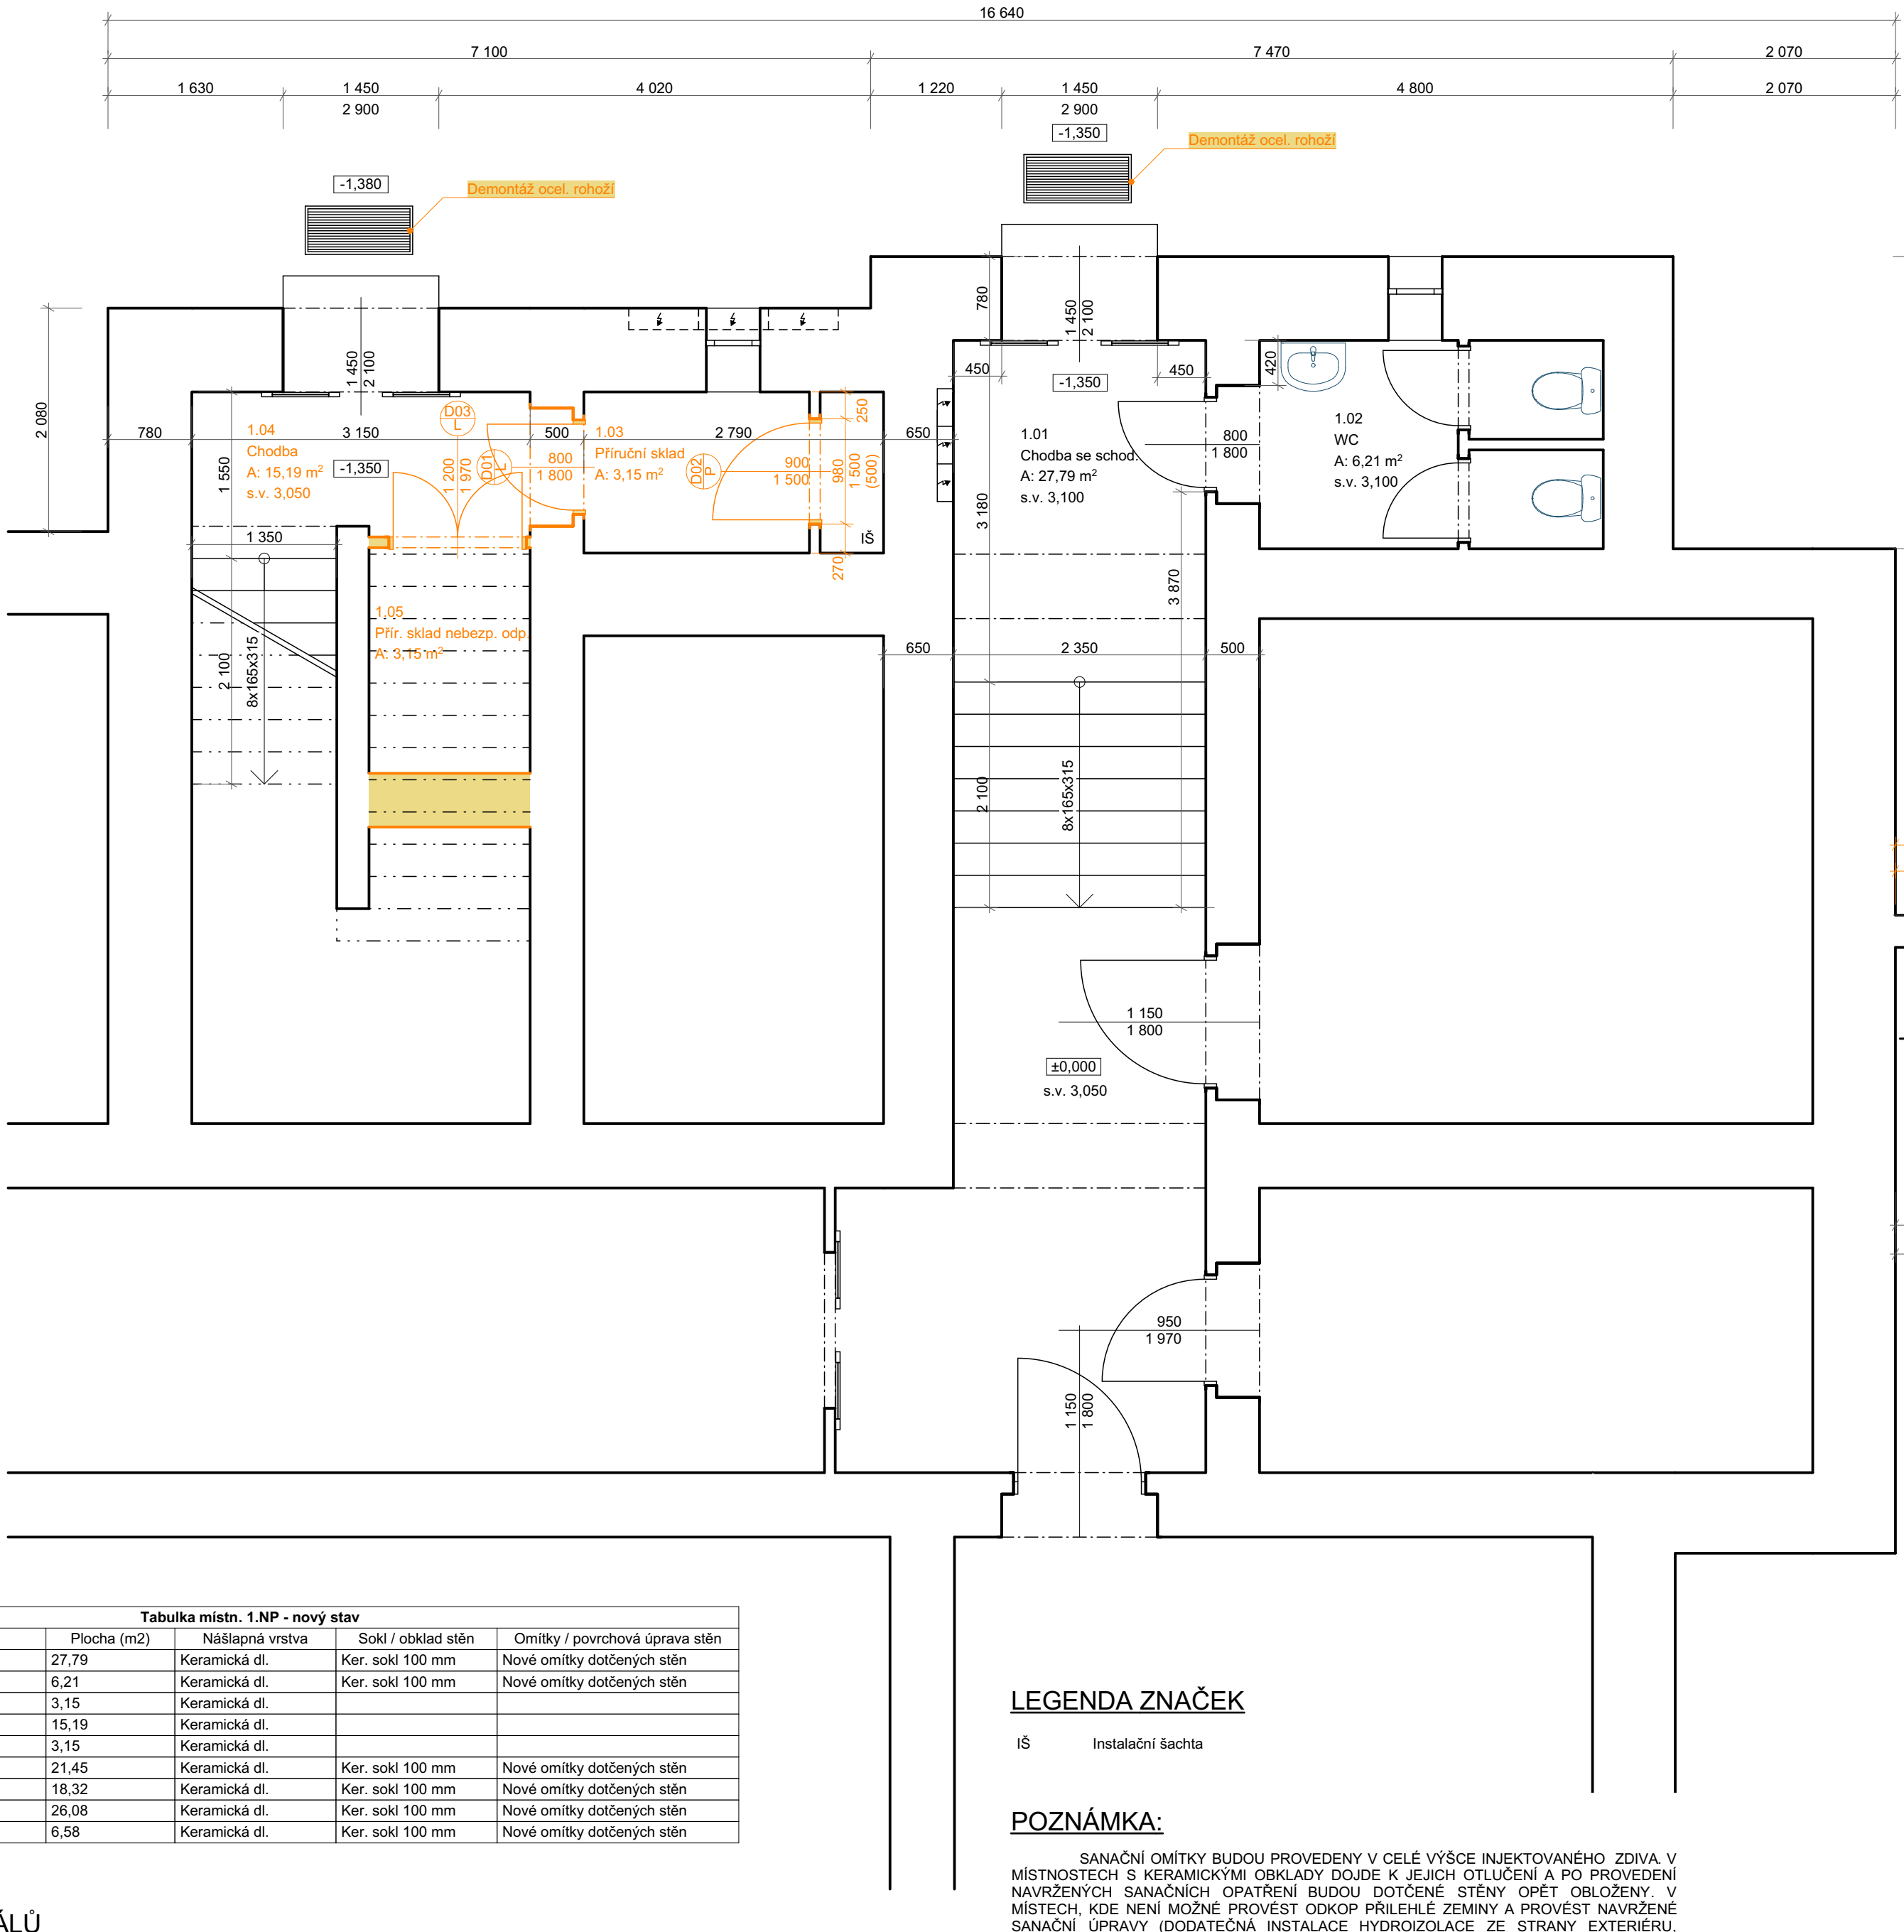 16 640
7 100
7 470
2 070
1 630
1 450
2 900
4 020
1 220
1 450
2 900
4 800
2 070
-1,350
Demontáž ocel. rohoží
-1,380
Demontáž ocel. rohoží
2 080
1 450
2 100
780
1 450
2 100
450
-1,350
450
420
780
1.04
Chodba
A: 15,19 m²
s.v. 3,050
3 150
-1,350
1 550
D03
L
1 200
1 970
D01
L
500
800
1 800
1.03
Příruční sklad
A: 3,15 m²
2 790
D02
P
900
1 500
250
980
1 500
(500)
270
IŠ
650
1.01
Chodba se schod.
A: 27,79 m²
s.v. 3,100
3 180
800
1 800
1.02
WC
A: 6,21 m²
s.v. 3,100
1 350
3 870
1.05
Přír. sklad nebezp. odp.
A: 3,15 m²
2 100
8x165x315
650
2 350
500
2 100
8x165x315
1 150
1 800
±0,000
s.v. 3,050
950
1 970
1 150
1 800
Tabulka místn. 1.NP - nový stav
Plocha (m2) Nášlapná vrstva Sokl / obklad stěn Omítky / povrchová úprava stěn
27,79 Keramická dl. Ker. sokl 100 mm Nové omítky dotčených stěn
6,21 Keramická dl. Ker. sokl 100 mm Nové omítky dotčených stěn
3,15 Keramická dl.
15,19 Keramická dl.
3,15 Keramická dl.
21,45 Keramická dl. Ker. sokl 100 mm Nové omítky dotčených stěn
18,32 Keramická dl. Ker. sokl 100 mm Nové omítky dotčených stěn
26,08 Keramická dl. Ker. sokl 100 mm Nové omítky dotčených stěn
6,58 Keramická dl. Ker. sokl 100 mm Nové omítky dotčených stěn
LEGENDA ZNAČEK
IŠ Instalační šachta
POZNÁMKA:
SANAČNÍ OMÍTKY BUDOU PROVEDENY V CELÉ VÝŠCE INJEKTOVANÉHO ZDIVA. V
MÍSTNOSTECH S KERAMICKÝMI OBKLADY DOJDE K JEJICH OTLUČENÍ A PO PROVEDENÍ
NAVRŽENÝCH SANAČNÍCH OPATŘENÍ BUDOU DOTČENÉ STĚNY OPĚT OBLOŽENY. V
MÍSTECH, KDE NENÍ MOŽNÉ PROVÉST ODKOP PŘILEHLÉ ZEMINY A PROVÉST NAVRŽENÉ
SANAČNÍ ÚPRAVY (DODATEČNÁ INSTALACE HYDROIZOLACE ZE STRANY EXTERIÉRU,